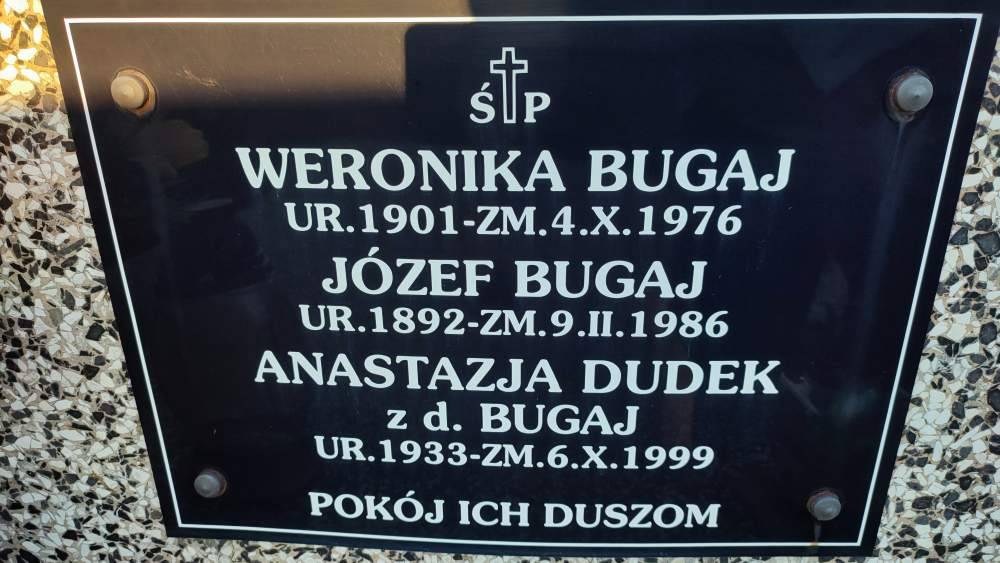 Ś P
WERONIKA BUGAJ
UR.1901-ZM.4.X.1976
JÓZEF BUGAJ
UR.1892-ZM.9.II.1986
ANASTAZJA DUDEK
z d. BUGAJ
UR.1933-ZM.6.X.1999
POKÓJ ICH DUSZOM